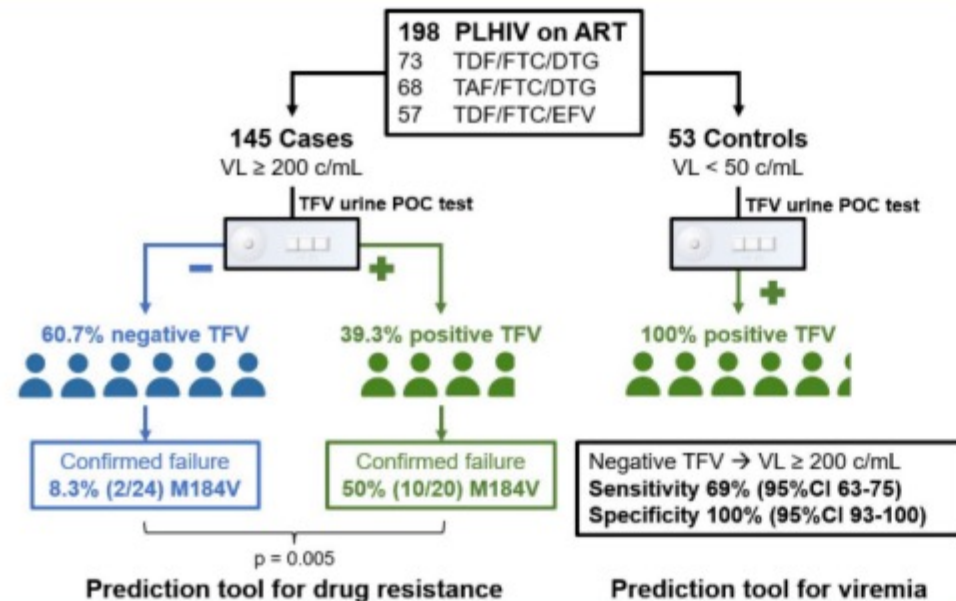 198 PLHIV on ART
73 TDF/FTC/DTG
68 TAF/FTC/DTG
57 TDF/FTC/EFV
145 Cases
VL ≥ 200 c/mL
TFV urine POC test
53 Controls
VL < 50 c/mL
TFV urine POC test
−
+
+
60.7% negative TFV
39.3% positive TFV
100% positive TFV
Confirmed failure
8.3% (2/24) M184V
Confirmed failure
50% (10/20) M184V
Negative TFV → VL ≥ 200 c/mL
Sensitivity 69% (95%CI 63-75)
Specificity 100% (95%CI 93-100)
p = 0.005
Prediction tool for drug resistance
Prediction tool for viremia